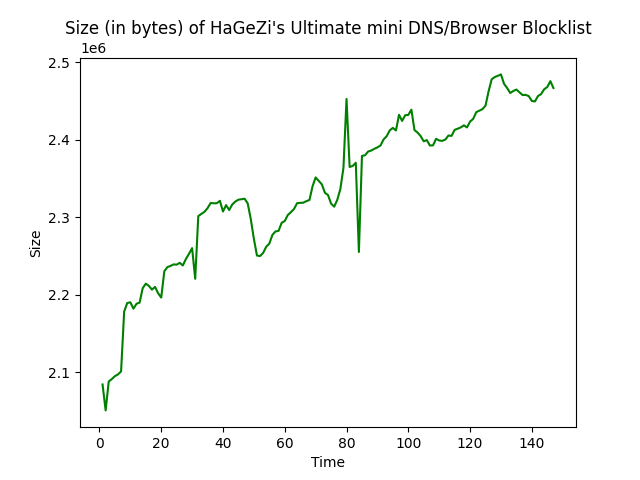 Size (in bytes) of HaGeZi's Ultimate mini DNS/Browser Blocklist
1e6
2.5
2.4
2.3
2.2
2.1
Size
0 20 40 60 80 100 120 140
Time